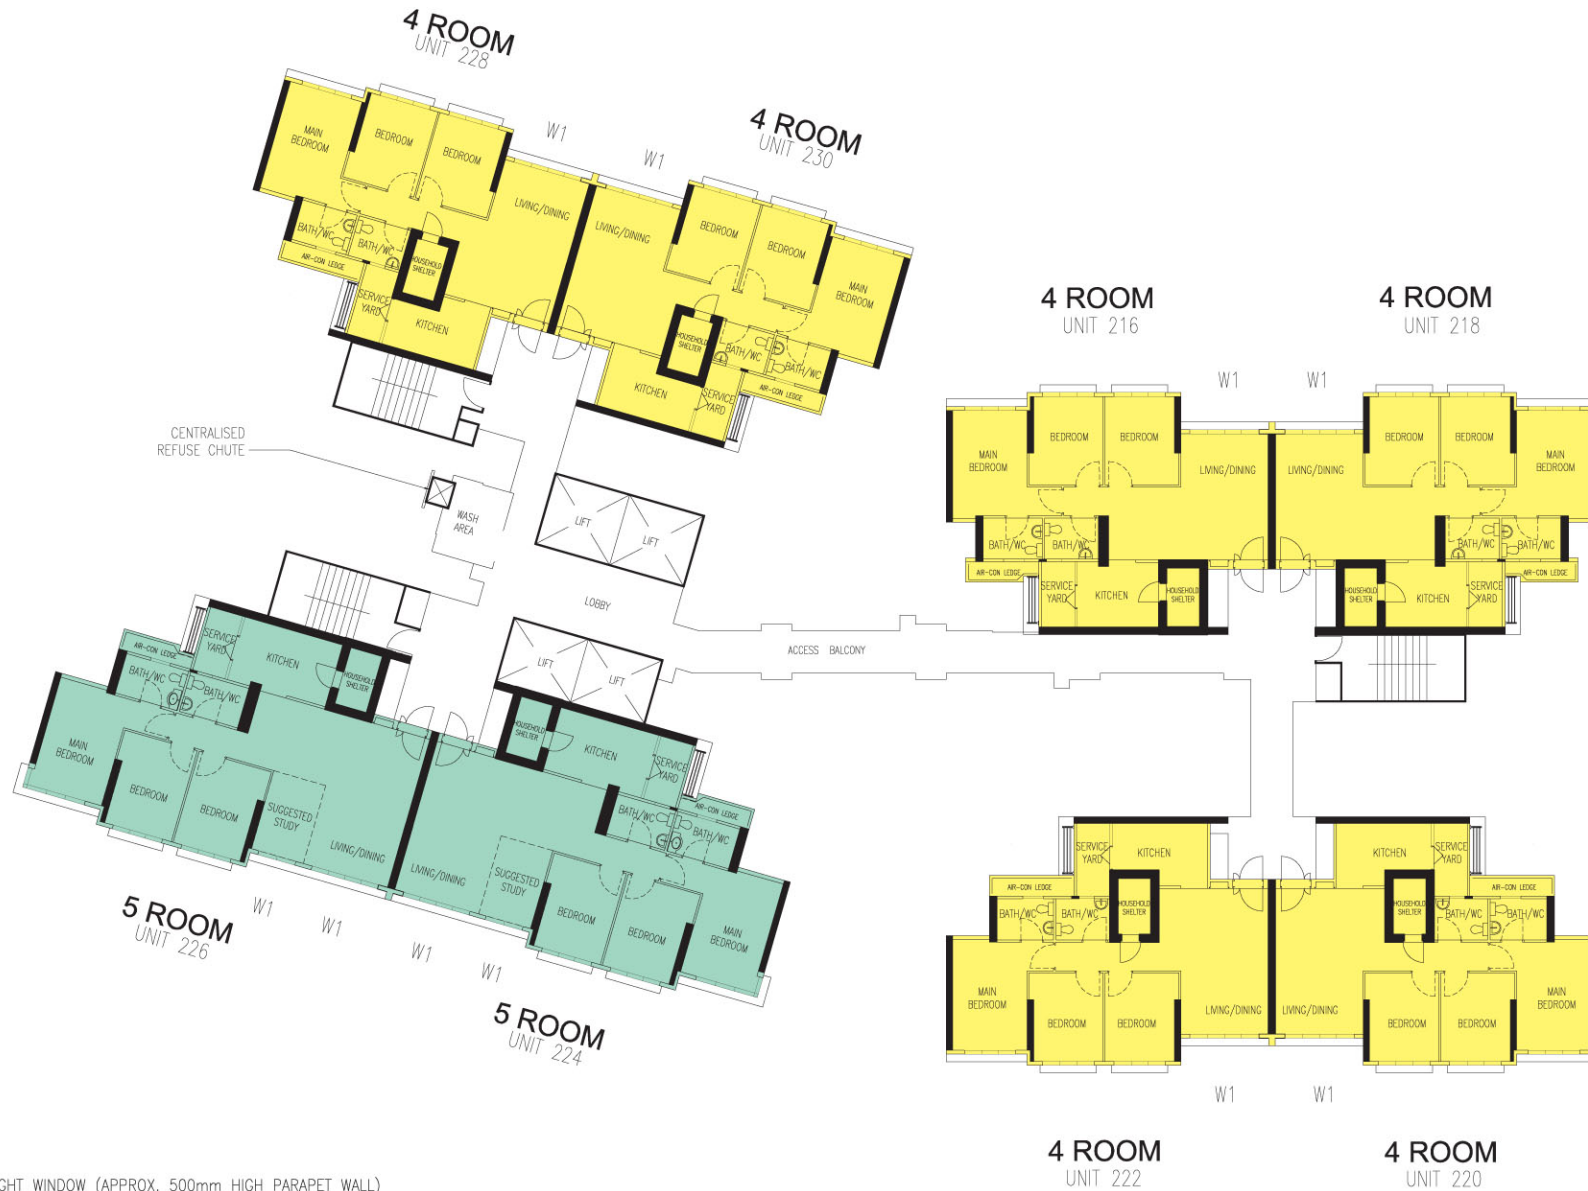 4 ROOM
UNIT 228
MAIN
BEDROOM
BEDROOM
BEDROOM
LIVING/DINING
BATH/WC
BATH/WC
AIR-CON LEDGE
HOUSEHOLD
SHELTER
SERVICE
YARD
KITCHEN
W1
W1
4 ROOM
UNIT 230
LIVING/DINING
BEDROOM
BEDROOM
MAIN
BEDROOM
HOUSEHOLD
SHELTER
BATH/WC
BATH/WC
AIR-CON LEDGE
KITCHEN
SERVICE
YARD
CENTRALISED
REFUSE CHUTE
WASH
AREA
LIFT
LIFT
LOBBY
LIFT
LIFT
ACCESS BALCONY
4 ROOM
UNIT 216
W1
MAIN
BEDROOM
BEDROOM
BEDROOM
LIVING/DINING
BATH/WC
BATH/WC
AIR-CON LEDGE
SERVICE
YARD
KITCHEN
HOUSEHOLD
SHELTER
4 ROOM
UNIT 218
W1
LIVING/DINING
BEDROOM
BEDROOM
MAIN
BEDROOM
BATH/WC
BATH/WC
AIR-CON LEDGE
HOUSEHOLD
SHELTER
KITCHEN
SERVICE
YARD
SERVICE
YARD
KITCHEN
HOUSEHOLD
SHELTER
AIR-CON LEDGE
BATH/WC
BATH/WC
MAIN
BEDROOM
BEDROOM
BEDROOM
SUGGESTED
STUDY
LIVING/DINING
5 ROOM
UNIT 226
W1
W1
HOUSEHOLD
SHELTER
KITCHEN
SERVICE
YARD
AIR-CON LEDGE
BATH/WC
BATH/WC
LIVING/DINING
SUGGESTED
STUDY
BEDROOM
BEDROOM
MAIN
BEDROOM
W1
W1
5 ROOM
UNIT 224
SERVICE
YARD
KITCHEN
AIR-CON LEDGE
BATH/WC
BATH/WC
HOUSEHOLD
SHELTER
MAIN
BEDROOM
BEDROOM
BEDROOM
LIVING/DINING
W1
4 ROOM
UNIT 222
KITCHEN
SERVICE
YARD
AIR-CON LEDGE
HOUSEHOLD
SHELTER
BATH/WC
BATH/WC
LIVING/DINING
BEDROOM
BEDROOM
MAIN
BEDROOM
W1
4 ROOM
UNIT 220
GHT WINDOW (APPROX. 500mm HIGH PARAPET WALL)